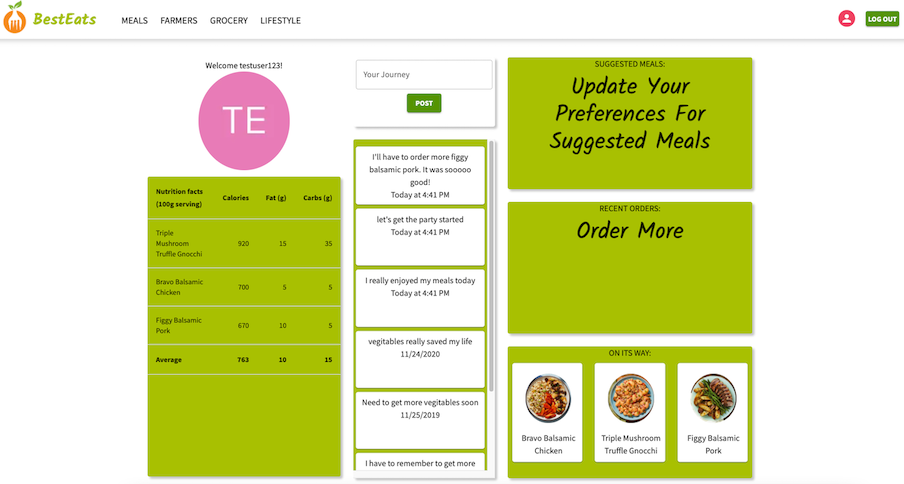 BestEats
MEALS FARMERS GROCERY LIFESTYLE
LOG OUT
Welcome testuser123!
TE
Nutrition facts
(100g serving) Calories Fat (g) Carbs (g)
Triple
Mushroom
Truffle Gnocchi 920 15 35
Bravo Balsamic
Chicken 700 5 5
Figgy Balsamic
Pork 670 10 5
Average 763 10 15
Your Journey
POST
I'll have to order more figgy
balsamic pork. It was sooooo
good!
Today at 4:41 PM
let's get the party started
Today at 4:41 PM
I really enjoyed my meals today
Today at 4:41 PM
vegitables really saved my life
11/24/2020
Need to get more vegitables soon
11/25/2019
I have to remember to get more
SUGGESTED MEALS:
Update Your
Preferences For
Suggested Meals
RECENT ORDERS:
Order More
ON ITS WAY:
Bravo Balsamic
Chicken
Triple Mushroom
Truffle Gnocchi
Figgy Balsamic
Pork